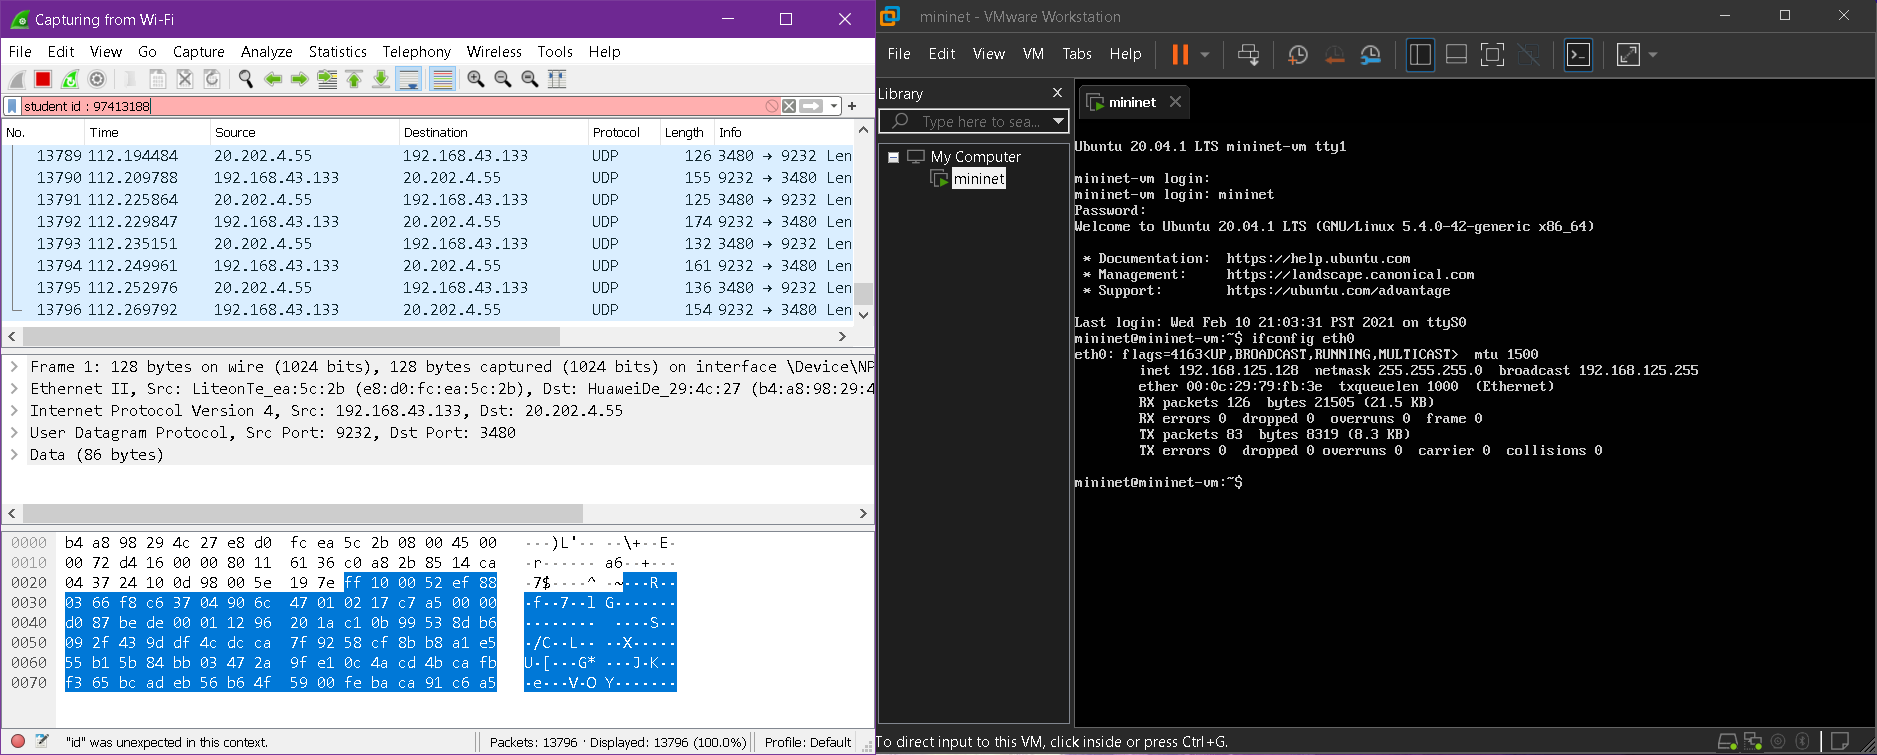 Capturing from Wi-Fi
File Edit View Go Capture Analyze Statistics Telephony Wireless Tools Help
student id : 97413188
No. Time Source Destination Protocol Length Info
13789 112.194484 20.202.4.55 192.168.43.133 UDP 126 3480 → 9232 Len
13790 112.209788 192.168.43.133 20.202.4.55 UDP 155 9232 → 3480 Len
13791 112.225864 20.202.4.55 192.168.43.133 UDP 125 3480 → 9232 Len
13792 112.229847 192.168.43.133 20.202.4.55 UDP 174 9232 → 3480 Len
13793 112.235151 20.202.4.55 192.168.43.133 UDP 132 3480 → 9232 Len
13794 112.249961 192.168.43.133 20.202.4.55 UDP 161 9232 → 3480 Len
13795 112.252976 20.202.4.55 192.168.43.133 UDP 136 3480 → 9232 Len
13796 112.269792 192.168.43.133 20.202.4.55 UDP 154 9232 → 3480 Len
Frame 1: 128 bytes on wire (1024 bits), 128 bytes captured (1024 bits) on interface \Device\NP
Ethernet II, Src: LiteonTe_ea:5c:2b (e8:d0:fc:ea:5c:2b), Dst: HuaweiDe_29:4c:27 (b4:a8:98:29:4
Internet Protocol Version 4, Src: 192.168.43.133, Dst: 20.202.4.55
User Datagram Protocol, Src Port: 9232, Dst Port: 3480
Data (86 bytes)
0000 b4 a8 98 29 4c 27 e8 d0 fc ea 5c 2b 08 00 45 00 ···)L'·· ··\+··E·
0010 00 72 d4 16 00 00 80 11 61 36 c0 a8 2b 85 14 ca ·r······ a6··+···
0020 04 37 24 10 0d 98 00 5e 19 7e ff 10 00 52 ef 88 ·7$····^ ·~···R··
0030 03 66 f8 c6 37 04 90 6c 47 01 02 17 c7 a5 00 00 ·f··7··l G·······
0040 d0 87 be de 00 01 12 96 20 1a c1 0b 99 53 8d b6 ········  ····S··
0050 09 2f 43 9d df 4c dc ca 7f 92 58 cf 8b b8 a1 e5 ·/C··L·· ··X·····
0060 55 b1 5b 84 bb 03 47 2a 9f e1 0c 4a cd 4b ca fb U·[···G* ···J·K··
0070 f3 65 bc ad eb 56 b6 4f 59 00 fe ba ca 91 c6 a5 ·e···V·O Y·······
"id" was unexpected in this context. Packets: 13796 · Displayed: 13796 (100.0%) Profile: Default
mininet - VMware Workstation
File Edit View VM Tabs Help
Library
Type here to sea...
My Computer
mininet
mininet
Ubuntu 20.04.1 LTS mininet-vm tty1
mininet-vm login:
mininet-vm login: mininet
Password:
Welcome to Ubuntu 20.04.1 LTS (GNU/Linux 5.4.0-42-generic x86_64)
* Documentation: https://help.ubuntu.com
* Management: https://landscape.canonical.com
* Support: https://ubuntu.com/advantage
Last login: Wed Feb 10 21:03:31 PST 2021 on ttyS0
mininet@mininet-vm:~$ ifconfig eth0
eth0: flags=4163<UP,BROADCAST,RUNNING,MULTICAST> mtu 1500
inet 192.168.125.128 netmask 255.255.255.0 broadcast 192.168.125.255
ether 00:0c:29:79:fb:3e txqueuelen 1000 (Ethernet)
RX packets 126 bytes 21505 (21.5 KB)
RX errors 0 dropped 0 overruns 0 frame 0
TX packets 83 bytes 8319 (8.3 KB)
TX errors 0 dropped 0 overruns 0 carrier 0 collisions 0
mininet@mininet-vm:~$
To direct input to this VM, click inside or press Ctrl+G.